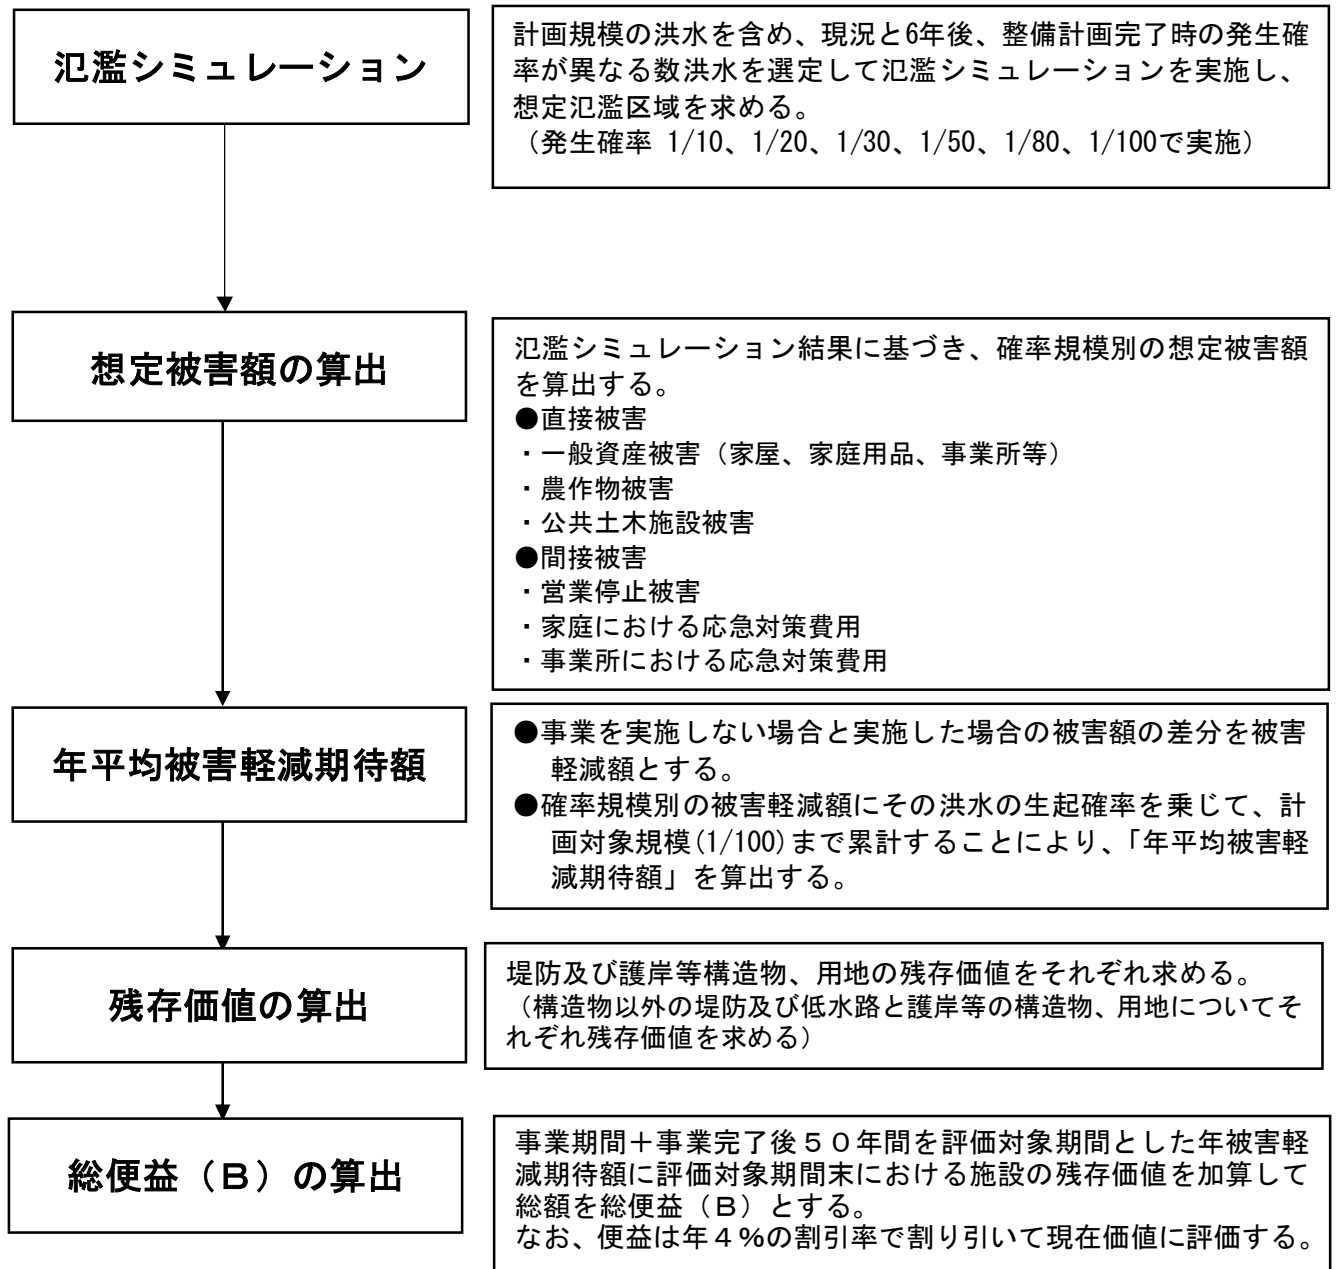 氾濫シミュレーション
計画規模の洪水を含め、現況と6年後、整備計画完了時の発生確
率が異なる数洪水を選定して氾濫シミュレーションを実施し、
想定氾濫区域を求める。
（発生確率 1/10、1/20、1/30、1/50、1/80、1/100で実施）
想定被害額の算出
氾濫シミュレーション結果に基づき、確率規模別の想定被害額
を算出する。
●直接被害
・一般資産被害（家屋、家庭用品、事業所等）
・農作物被害
・公共土木施設被害
●間接被害
・営業停止被害
・家庭における応急対策費用
・事業所における応急対策費用
年平均被害軽減期待額
●事業を実施しない場合と実施した場合の被害額の差分を被害
軽減額とする。
●確率規模別の被害軽減額にその洪水の生起確率を乗じて、計
画対象規模(1/100)まで累計することにより、「年平均被害軽
減期待額」を算出する。
残存価値の算出
堤防及び護岸等構造物、用地の残存価値をそれぞれ求める。
（構造物以外の堤防及び低水路と護岸等の構造物、用地についてそ
れぞれ残存価値を求める）
総便益（Ｂ）の算出
事業期間＋事業完了後５０年間を評価対象期間とした年被害軽
減期待額に評価対象期間末における施設の残存価値を加算して
総額を総便益（Ｂ）とする。
なお、便益は年４％の割引率で割り引いて現在価値に評価する。